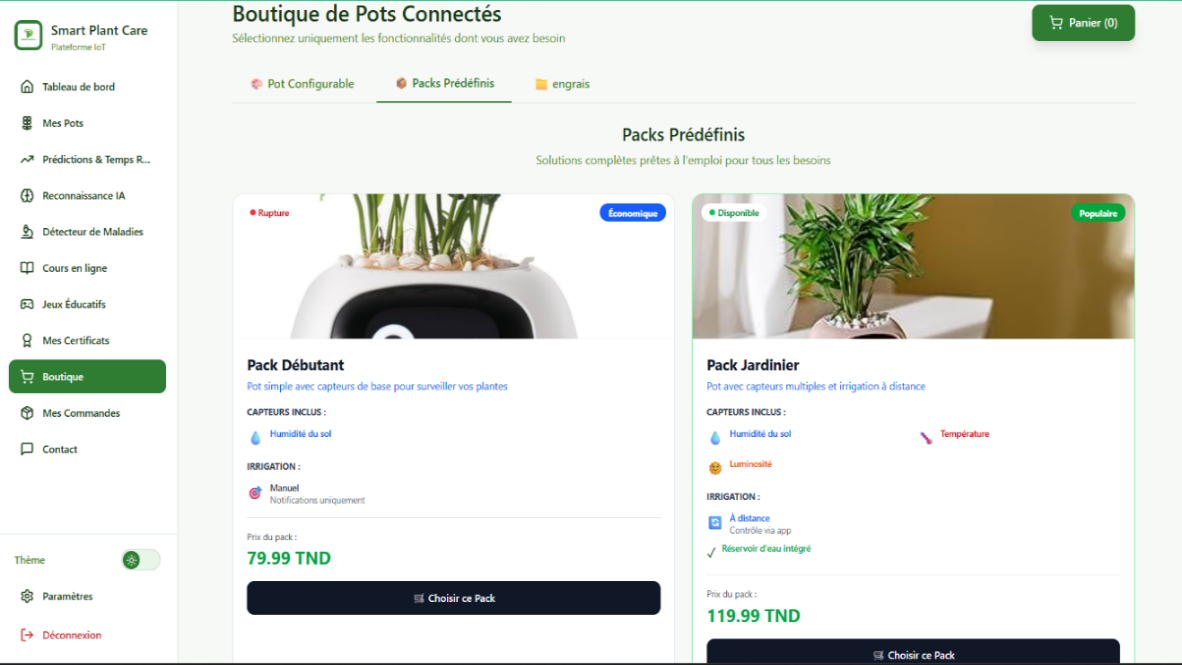 Smart Plant Care
Plateforme IoT
Tableau de bord
Mes Pots
Prédictions & Temps R...
Reconnaissance IA
Détecteur de Maladies
Cours en ligne
Jeux Éducatifs
Mes Certificats
Boutique
Mes Commandes
Contact
Thème
Paramètres
Déconnexion
Boutique de Pots Connectés
Sélectionnez uniquement les fonctionnalités dont vous avez besoin
Panier (0)
Pot Configurable
Packs Prédéfinis
engrais
Packs Prédéfinis
Solutions complètes prêtes à l'emploi pour tous les besoins
Rupture
Économique
Pack Débutant
Pot simple avec capteurs de base pour surveiller vos plantes
CAPTEURS INCLUS :
Humidité du sol
IRRIGATION :
Manuel
Notifications uniquement
Prix du pack :
79.99 TND
Choisir ce Pack
Disponible
Populaire
Pack Jardinier
Pot avec capteurs multiples et irrigation à distance
CAPTEURS INCLUS :
Humidité du sol
Température
Luminosité
IRRIGATION :
À distance
Contrôle via app
Réservoir d'eau intégré
Prix du pack :
119.99 TND
Choisir ce Pack